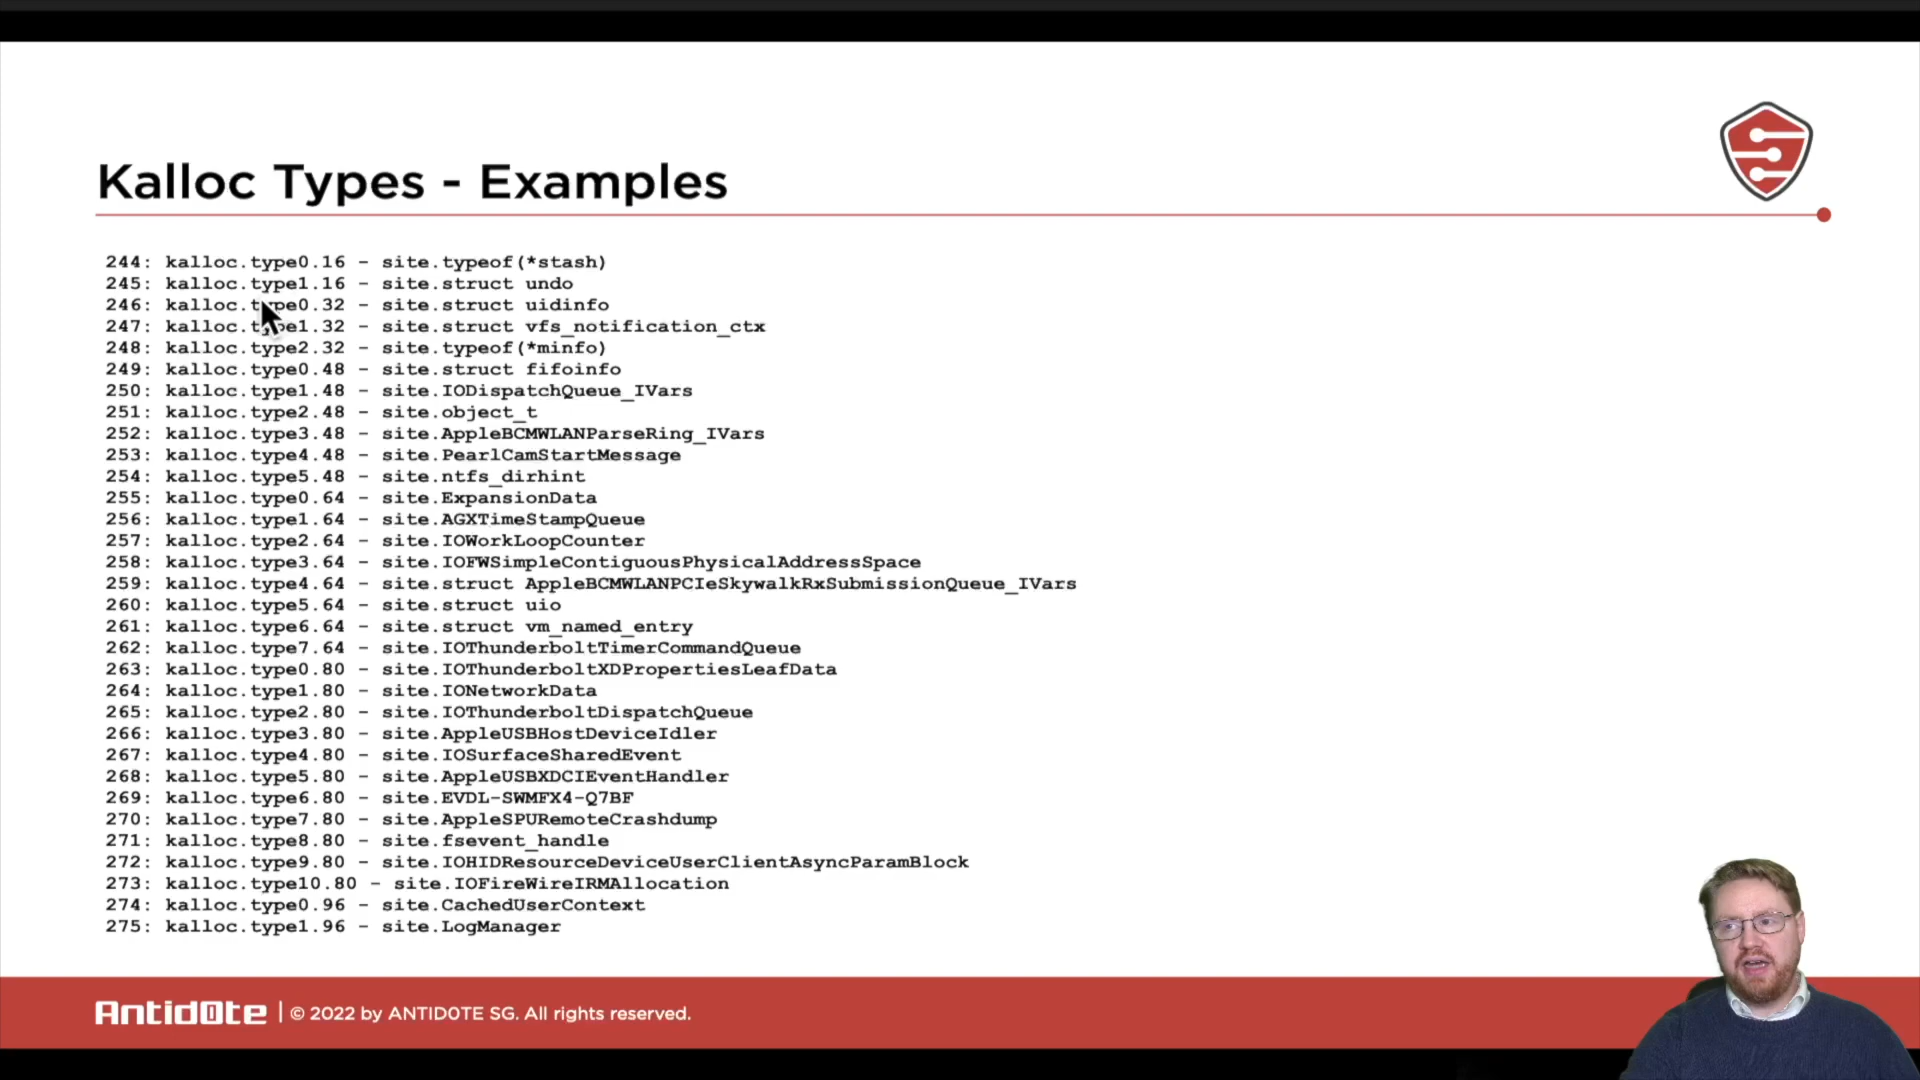 Kalloc Types - Examples
244: kalloc.type0.16 - site.typeof(*stash)
245: kalloc.type1.16 - site.struct undo
246: kalloc.type0.32 - site.struct uidinfo
247: kalloc.type1.32 - site.struct vfs_notification_ctx
248: kalloc.type2.32 - site.typeof(*minfo)
249: kalloc.type0.48 - site.struct fifoinfo
250: kalloc.type1.48 - site.IODispatchQueue_IVars
251: kalloc.type2.48 - site.object_t
252: kalloc.type3.48 - site.AppleBCMWLANParseRing_IVars
253: kalloc.type4.48 - site.PearlCamStartMessage
254: kalloc.type5.48 - site.ntfs_dirhint
255: kalloc.type0.64 - site.ExpansionData
256: kalloc.type1.64 - site.AGXTimeStampQueue
257: kalloc.type2.64 - site.IOWorkLoopCounter
258: kalloc.type3.64 - site.IOFWSimpleContiguousPhysicalAddressSpace
259: kalloc.type4.64 - site.struct AppleBCMWLANPCIeSkywalkRxSubmissionQueue_IVars
260: kalloc.type5.64 - site.struct uio
261: kalloc.type6.64 - site.struct vm_named_entry
262: kalloc.type7.64 - site.IOThunderboltTimerCommandQueue
263: kalloc.type0.80 - site.IOThunderboltXDPropertiesLeafData
264: kalloc.type1.80 - site.IONetworkData
265: kalloc.type2.80 - site.IOThunderboltDispatchQueue
266: kalloc.type3.80 - site.AppleUSBHostDeviceIdler
267: kalloc.type4.80 - site.IOSurfaceSharedEvent
268: kalloc.type5.80 - site.AppleUSBXDCIEventHandler
269: kalloc.type6.80 - site.EVDL-SWMFX4-Q7BF
270: kalloc.type7.80 - site.AppleSPURemoteCrashdump
271: kalloc.type8.80 - site.fsevent_handle
272: kalloc.type9.80 - site.IOHIDResourceDeviceUserClientAsyncParamBlock
273: kalloc.type10.80 - site.IOFireWireIRMAllocation
274: kalloc.type0.96 - site.CachedUserContext
275: kalloc.type1.96 - site.LogManager
Antid0te | © 2022 by ANTID0TE SG. All rights reserved.